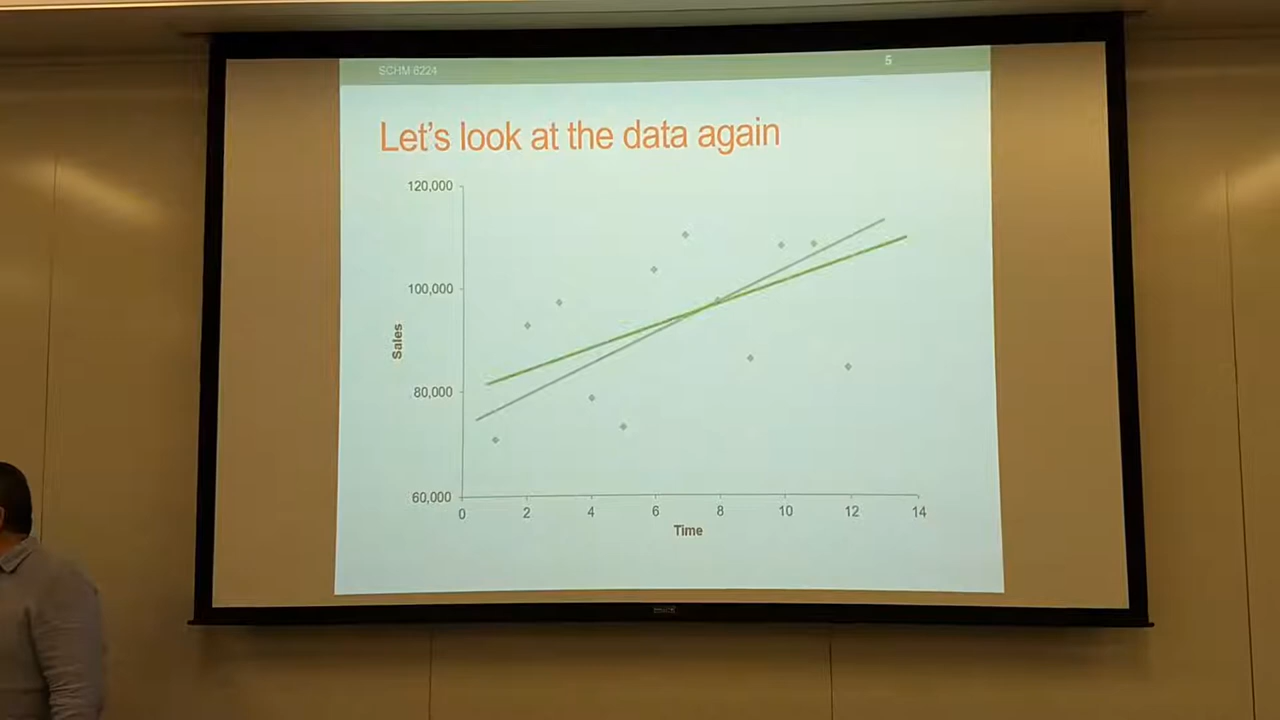 SCHM 6224
5
Let's look at the data again
120,000
100,000
80,000
60,000
Sales
0 2 4 6 8 10 12 14
Time